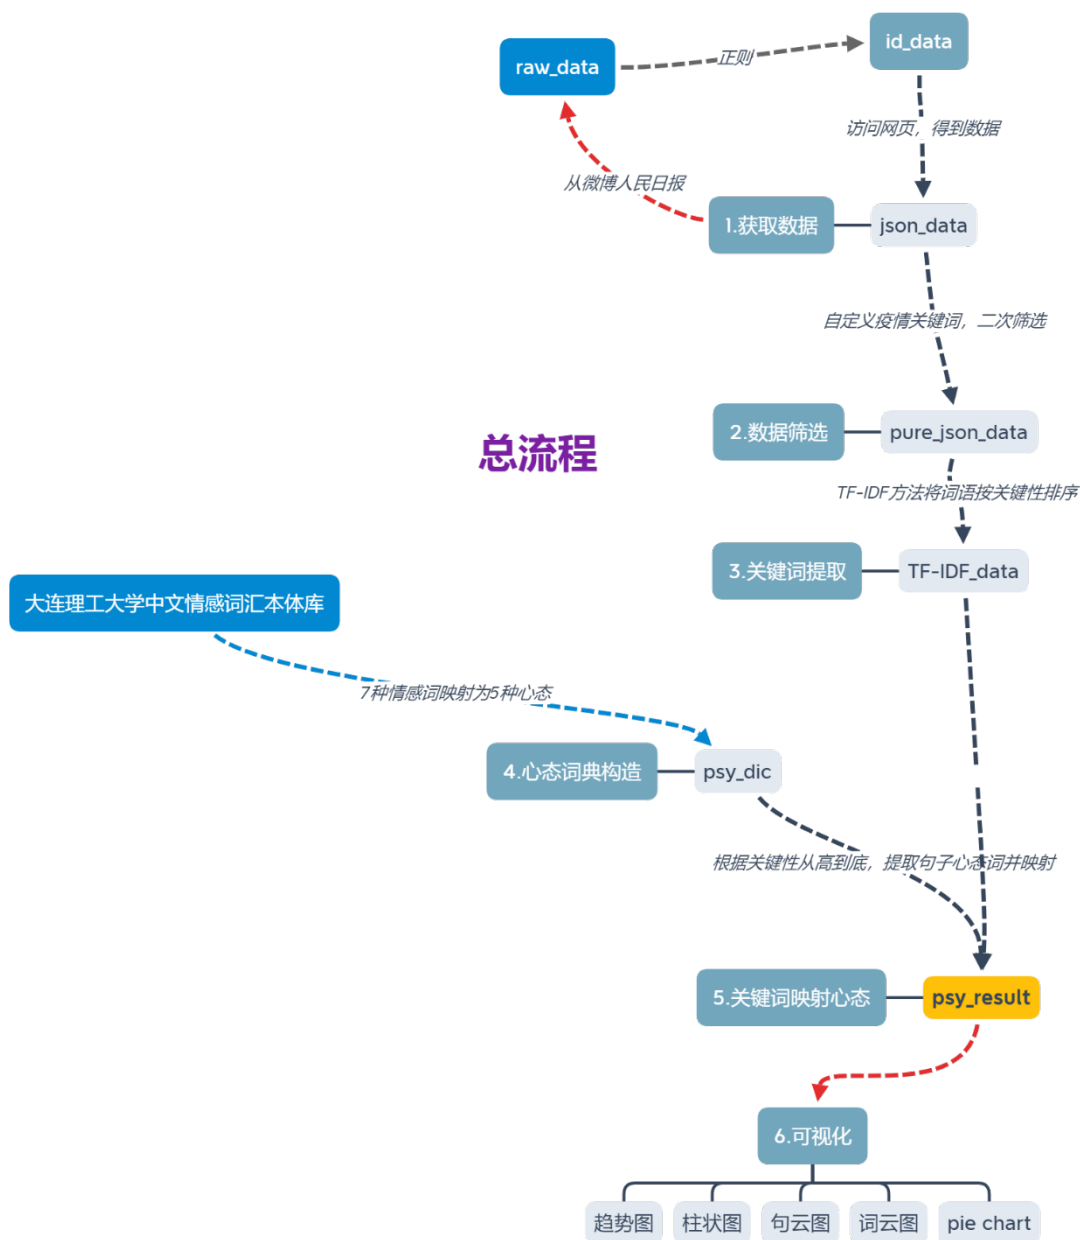 id_data
raw_data
正则
访问网页，得到数据
从微博人民日报
1.获取数据
json_data
自定义疫情关键词，二次筛选
2.数据筛选
pure_json_data
总流程
TF-IDF方法将词语按关键性排序
3.关键词提取
TF-IDF_data
大连理工大学中文情感词汇本体库
7种情感词映射为5种心态
4.心态词典构造
psy_dic
根据关键性从高到底，提取句子心态词并映射
5.关键词映射心态
psy_result
6.可视化
趋势图
柱状图
句云图
词云图
pie chart